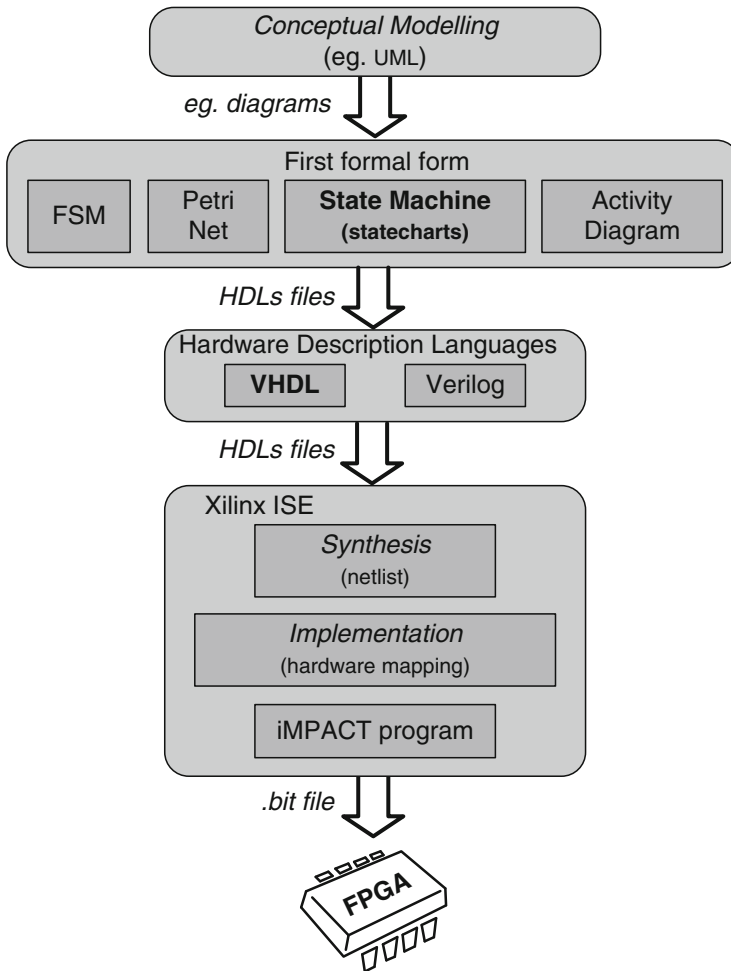 Conceptual Modelling
(eg. UML)
eg. diagrams
First formal form
FSM
Petri
Net
State Machine
(statecharts)
Activity
Diagram
HDLs files
Hardware Description Languages
VHDL
Verilog
HDLs files
Xilinx ISE
Synthesis
(netlist)
Implementation
(hardware mapping)
iMPACT program
.bit file
FPGA